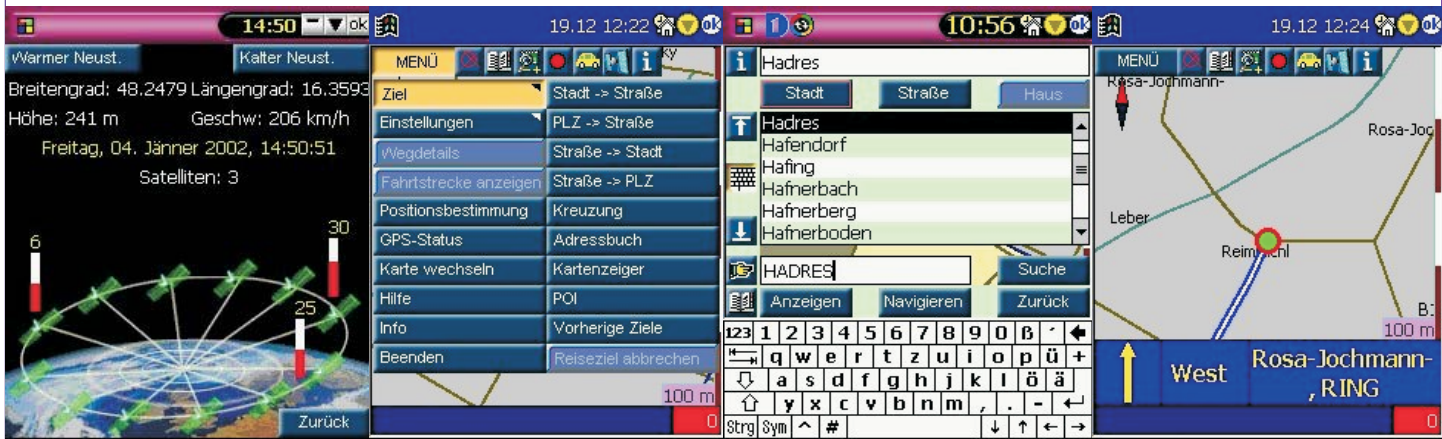 14:50 ok
Warmer Neust. Kalter Neust.
Breitengrad: 48.2479 Längengrad: 16.3593
Höhe: 241 m Geschw: 206 km/h
Freitag, 04. Jänner 2002, 14:50:51
Satelliten: 3
6
30
25
Zurück
19.12 12:22 ok
MENÜ i ky
Ziel Stadt -> Straße
Einstellungen PLZ -> Straße
Wegdetails Straße -> Stadt
Fahrtstrecke anzeigen Straße -> PLZ
Positionsbestimmung Kreuzung
GPS-Status Adressbuch
Karte wechseln Kartenzeiger
Hilfe POI
Info Vorherige Ziele
Beenden Reiseziel abbrechen
100 m
0
10:56 ok
i Hadres
Stadt Straße Haus
Hadres
Hafendorf
Hafing
Hafnerbach
Hafnerberg
Hafnerboden
HADRES Suche
Anzeigen Navigieren Zurück
123 1 2 3 4 5 6 7 8 9 0 ß ´
q w e r t z u i o p ü +
a s d f g h j k l ö ä
y x c v b n m , . -
Strg Sym ^ # ↓ ↑ ← →
19.12 12:24 ok
MENÜ i
Rosa-Jochmann-
Rosa-Joc
Leber
100 m
West Rosa-Jochmann-
, RING
0